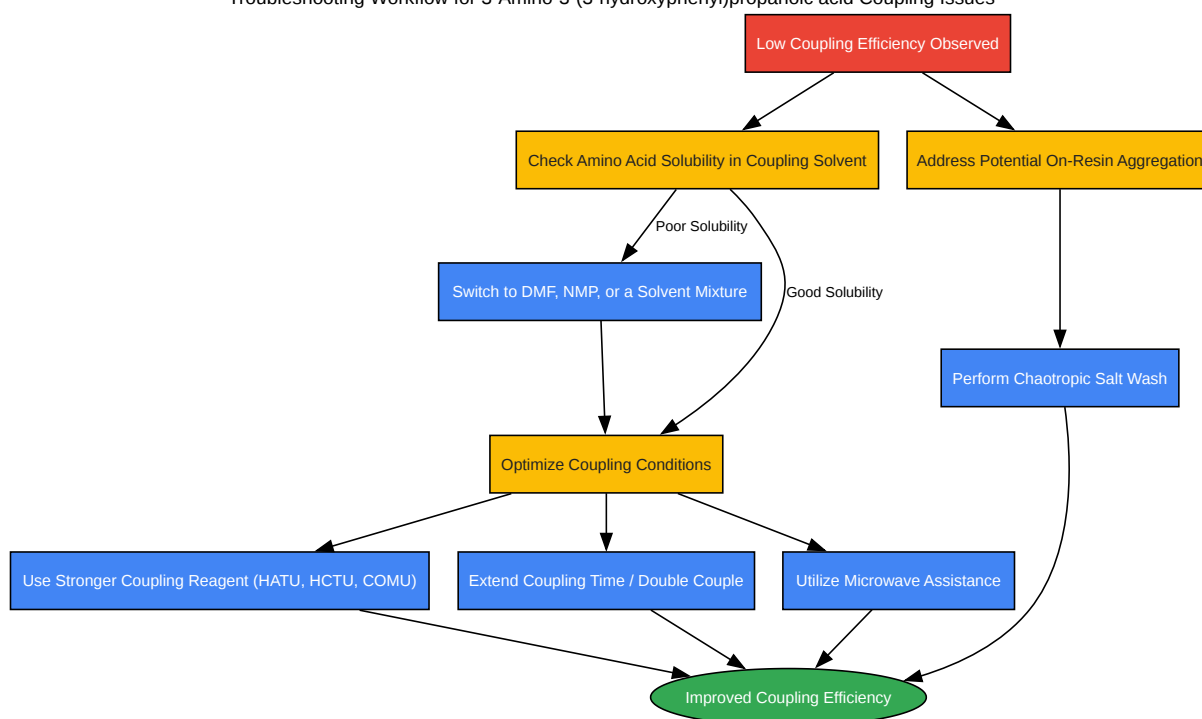 Troubleshooting Workflow for 3-Amino-3-(3-hydroxyphenyl)propanoic acid Coupling Issues
Low Coupling Efficiency Observed
Check Amino Acid Solubility in Coupling Solvent
Address Potential On-Resin Aggregation
Poor Solubility
Switch to DMF, NMP, or a Solvent Mixture
Good Solubility
Perform Chaotropic Salt Wash
Optimize Coupling Conditions
Use Stronger Coupling Reagent (HATU, HCTU, COMU)
Extend Coupling Time / Double Couple
Utilize Microwave Assistance
Improved Coupling Efficiency